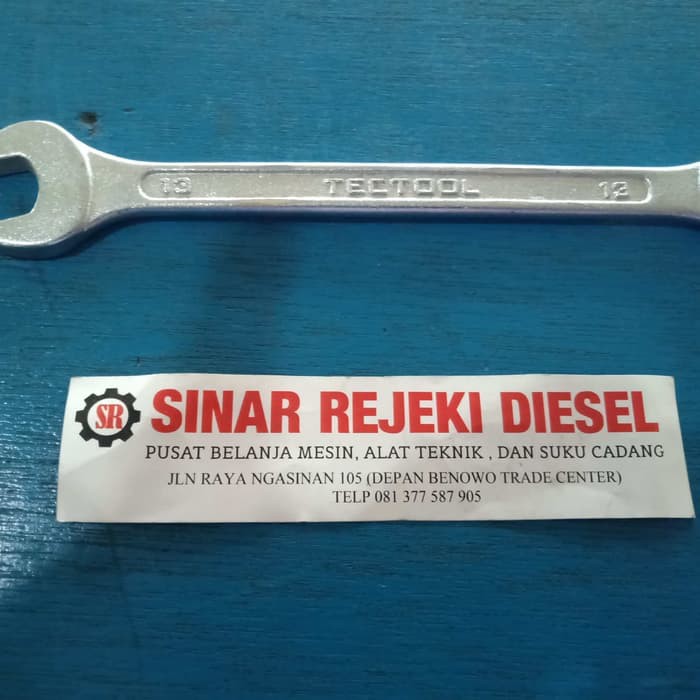 13 TECTOOL 12
SR SINAR REJEKI DIESEL
PUSAT BELANJA MESIN, ALAT TEKNIK , DAN SUKU CADANG
JLN RAYA NGASINAN 105 (DEPAN BENOWO TRADE CENTER)
TELP 081 377 587 905